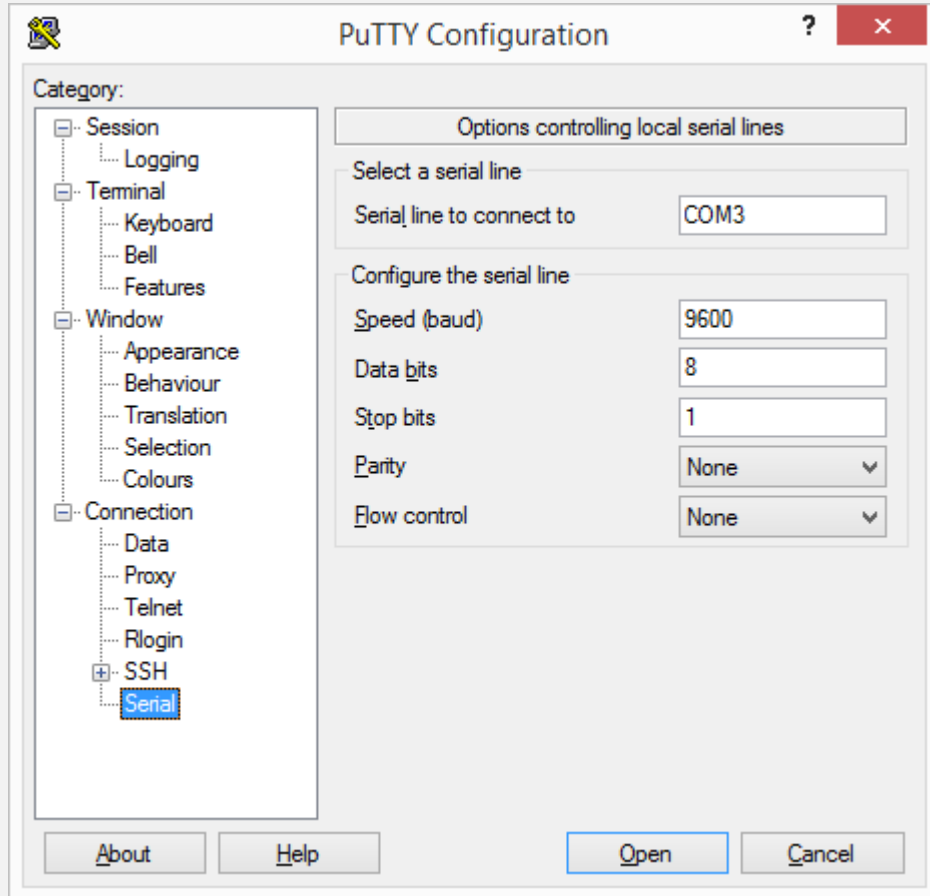 PuTTY Configuration
?
Category:
Session
Logging
Terminal
Keyboard
Bell
Features
Window
Appearance
Behaviour
Translation
Selection
Colours
Connection
Data
Proxy
Telnet
Rlogin
SSH
Serial
Options controlling local serial lines
Select a serial line
Serial line to connect to COM3
Configure the serial line
Speed (baud) 9600
Data bits 8
Stop bits 1
Parity None
Flow control None
About Help Open Cancel